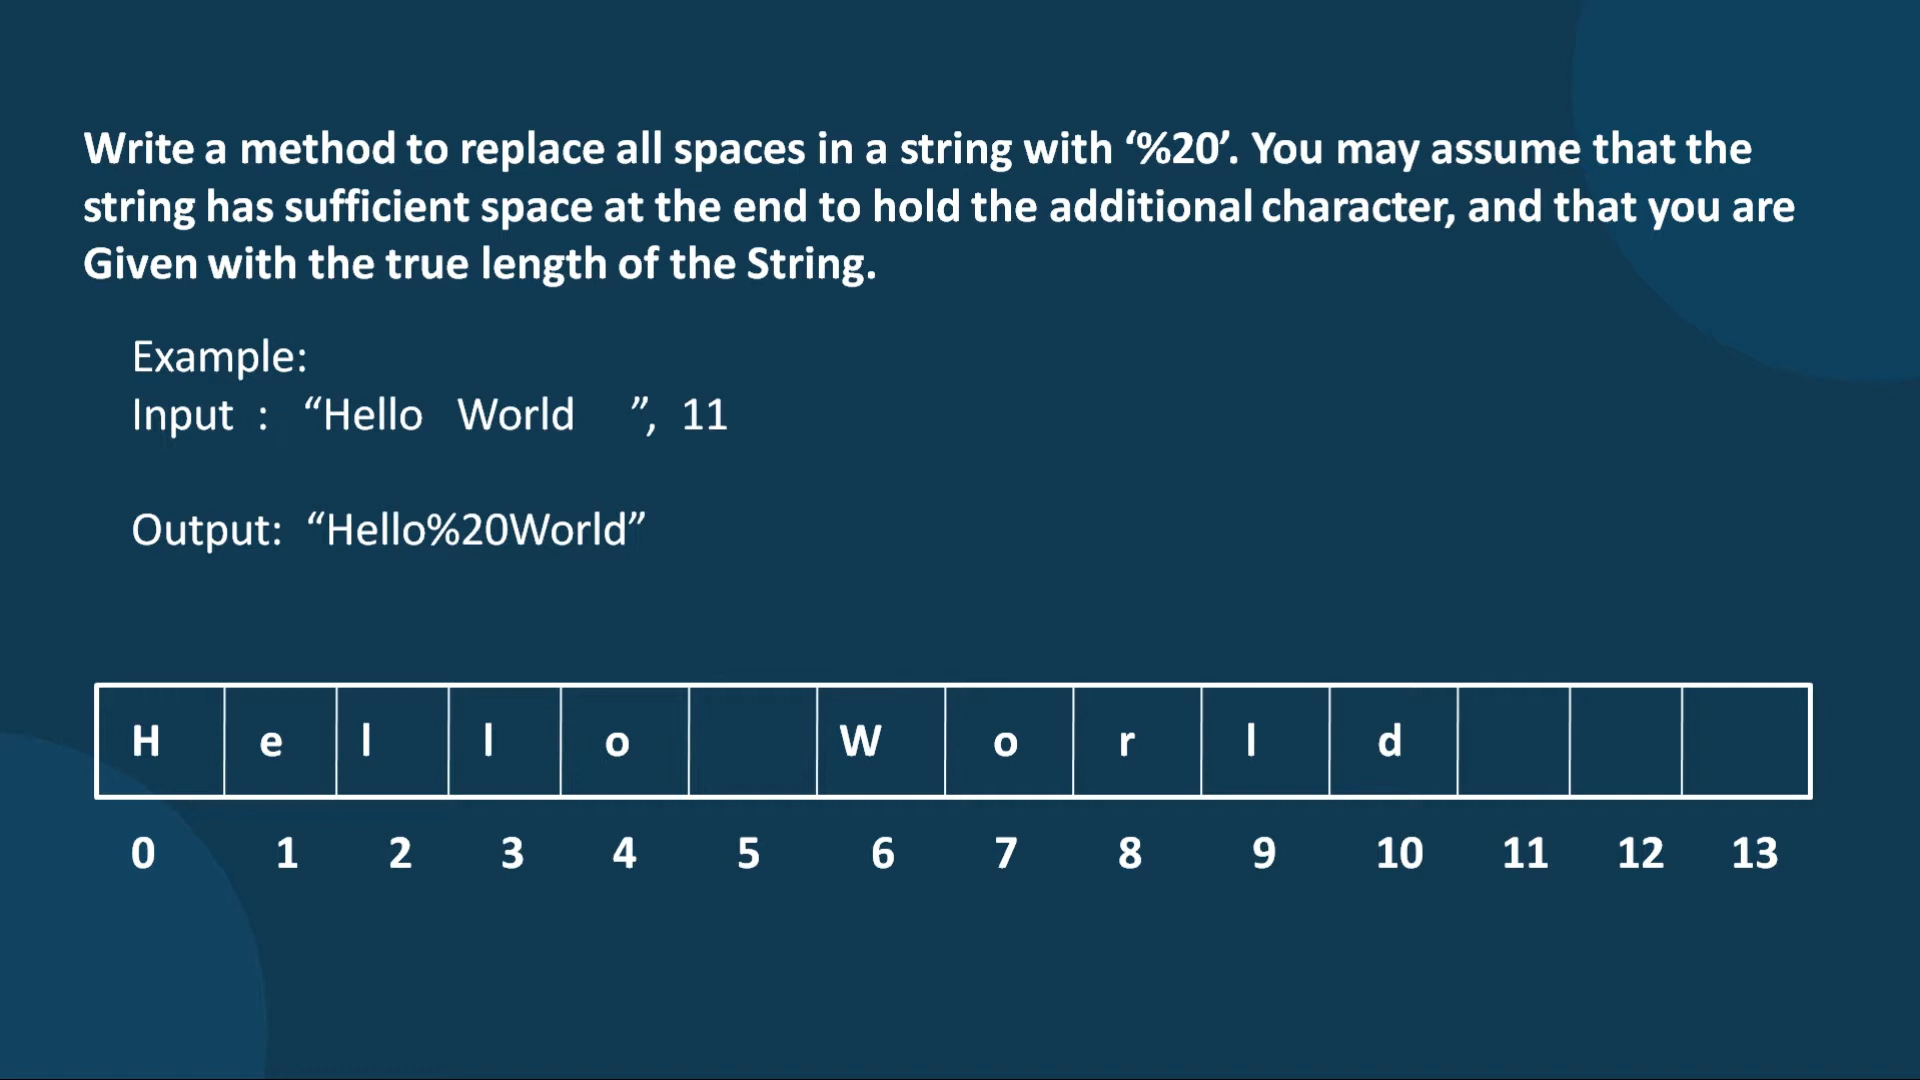 Write a method to replace all spaces in a string with ‘%20’. You may assume that the
string has sufficient space at the end to hold the additional character, and that you are
Given with the true length of the String.
Example:
Input : “Hello World ”, 11
Output: “Hello%20World”
H e l l o W o r l d
0 1 2 3 4 5 6 7 8 9 10 11 12 13